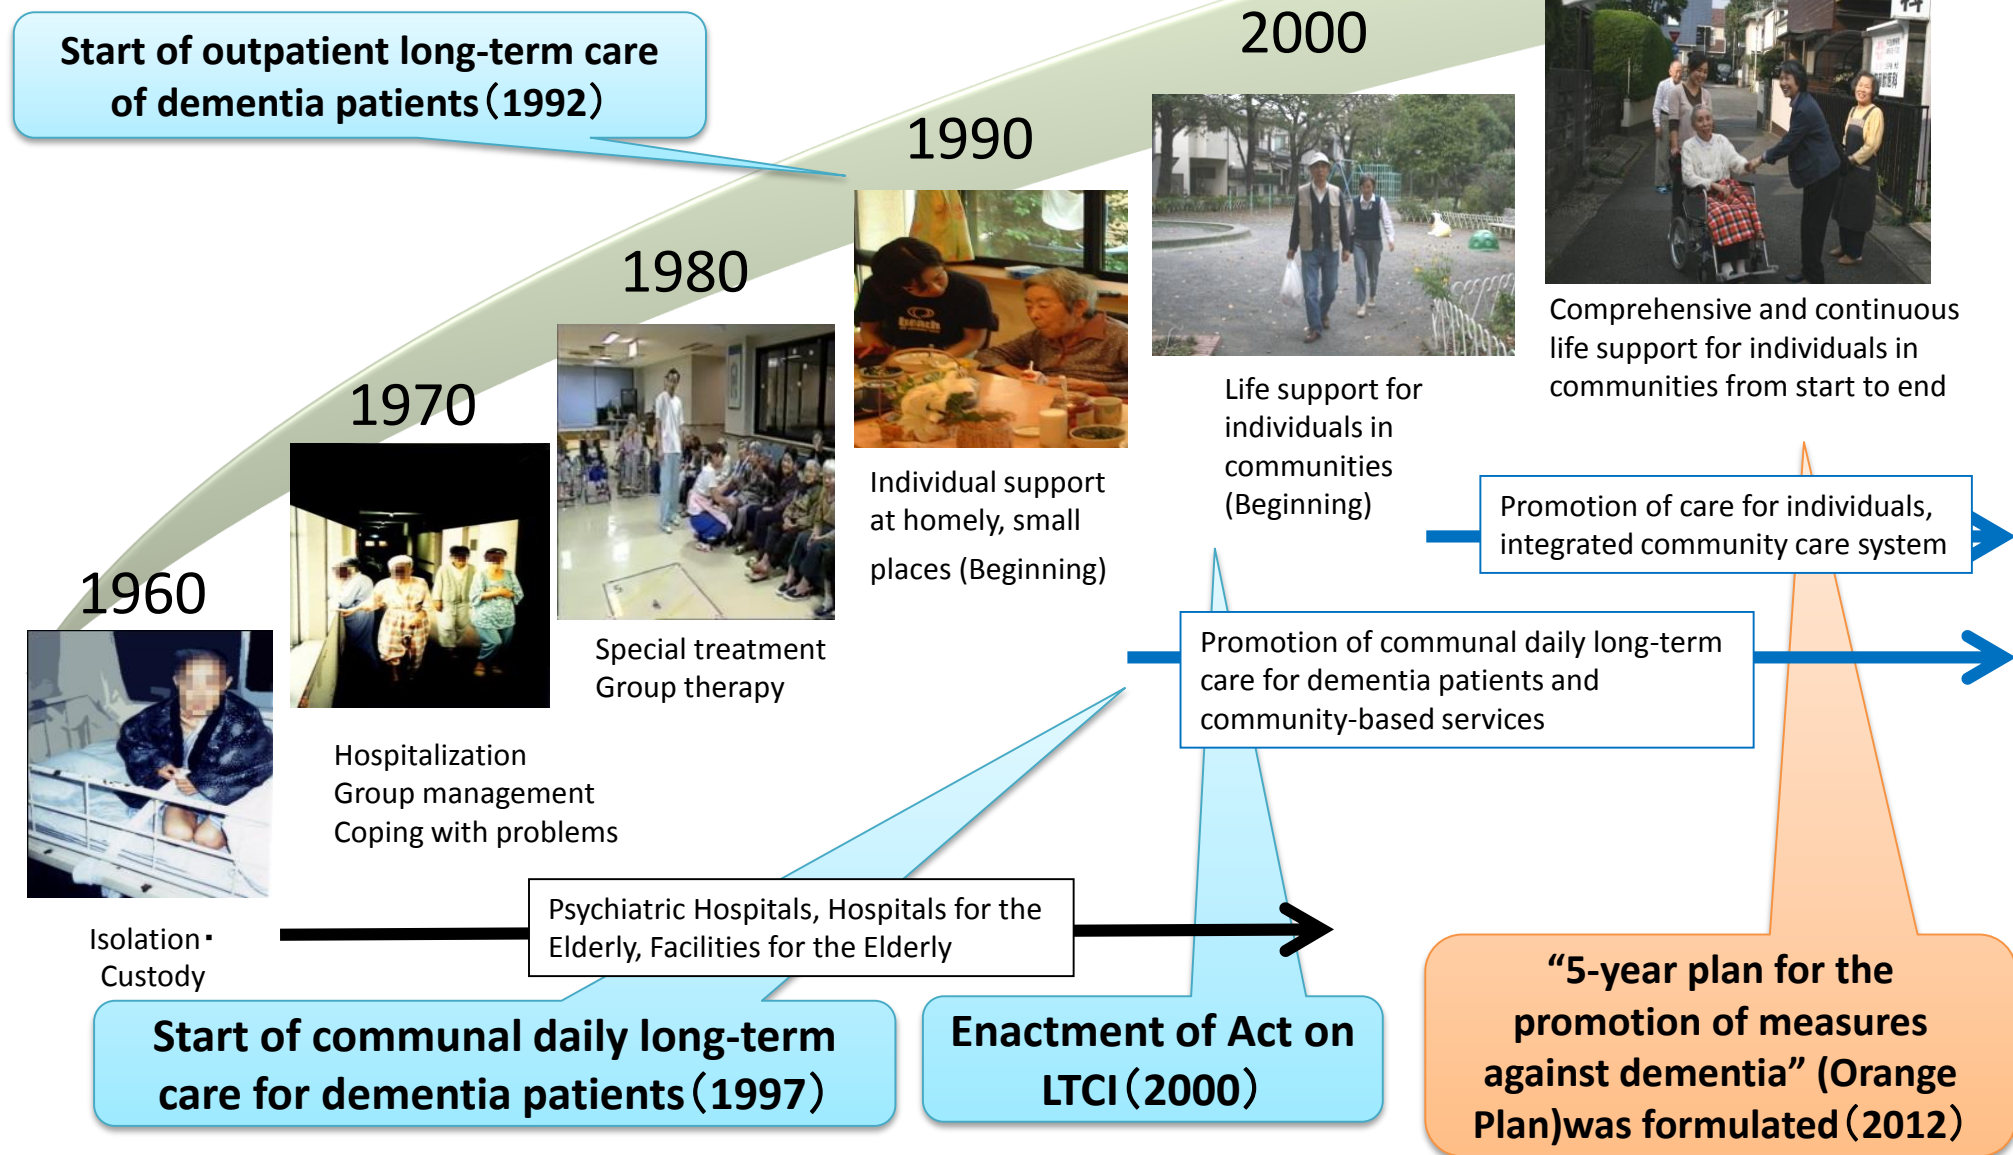 Start of outpatient long-term care
of dementia patients（1992）
2000
1990
1980
1970
1960
Comprehensive and continuous
life support for individuals in
communities from start to end
Life support for
individuals in
communities
(Beginning)
Individual support
at homely, small
places (Beginning)
Special treatment
Group therapy
Hospitalization
Group management
Coping with problems
Isolation・
Custody
Promotion of care for individuals,
integrated community care system
Promotion of communal daily long-term
care for dementia patients and
community-based services
Psychiatric Hospitals, Hospitals for the
Elderly, Facilities for the Elderly
Start of communal daily long-term
care for dementia patients（1997）
Enactment of Act on
LTCI（2000）
“5-year plan for the
promotion of measures
against dementia” (Orange
Plan)was formulated（2012）